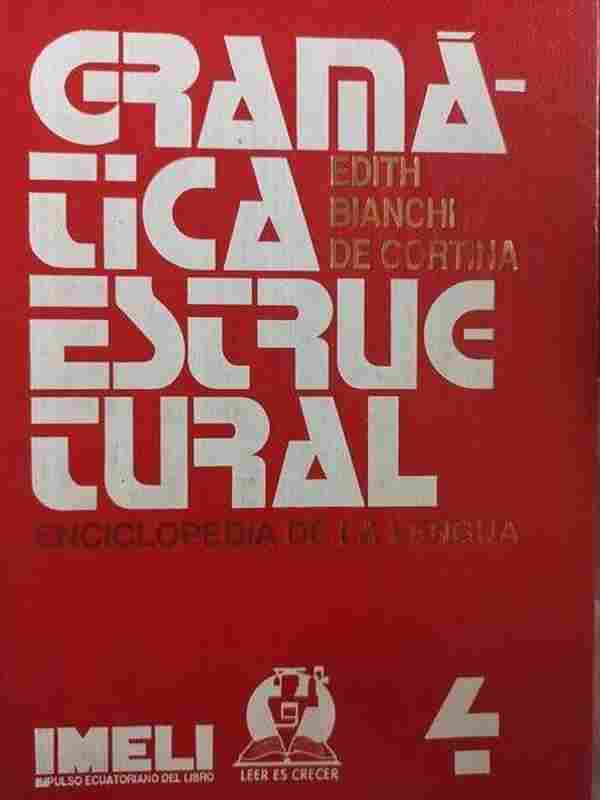 GRAMÁ-
TICA
EDITH
BIANCHI
DE CORTINA
ESTRUC
TURAL
ENCICLOPEDIA DE LA LENGUA
IMELI
IMPULSO ECUATORIANO DEL LIBRO
LEER ES CRECER
4